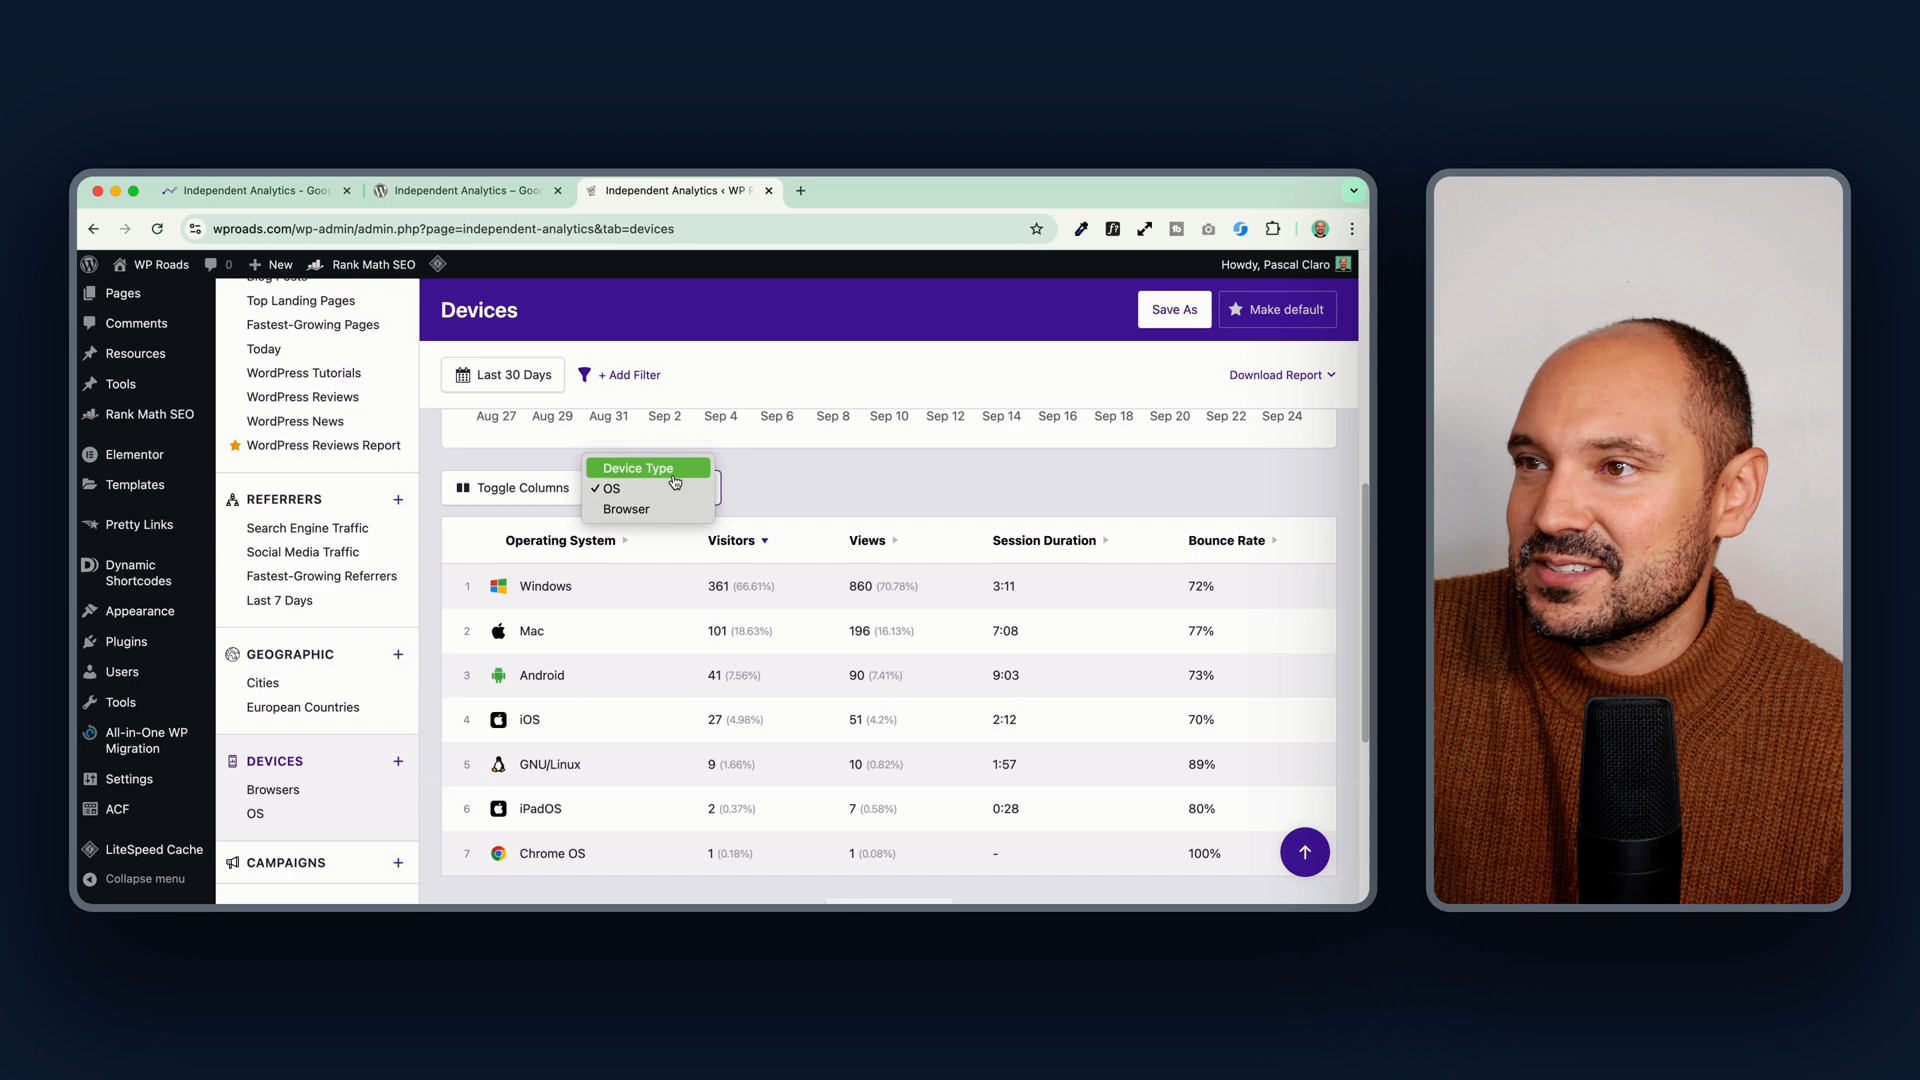 Independent Analytics - Goog
Independent Analytics – Goog
Independent Analytics ‹ WP R
wproads.com/wp-admin/admin.php?page=independent-analytics&tab=devices
WP Roads
0
New
Rank Math SEO
Howdy, Pascal Claro
Pages
Comments
Resources
Tools
Rank Math SEO
Elementor
Templates
Pretty Links
Dynamic
Shortcodes
Appearance
Plugins
Users
Tools
All-in-One WP
Migration
Settings
ACF
LiteSpeed Cache
Collapse menu
Blog Posts
Top Landing Pages
Fastest-Growing Pages
Today
WordPress Tutorials
WordPress Reviews
WordPress News
WordPress Reviews Report
REFERRERS +
Search Engine Traffic
Social Media Traffic
Fastest-Growing Referrers
Last 7 Days
GEOGRAPHIC +
Cities
European Countries
DEVICES +
Browsers
OS
CAMPAIGNS +
Devices
Save As
Make default
Last 30 Days
+ Add Filter
Download Report
Aug 27 Aug 29 Aug 31 Sep 2 Sep 4 Sep 6 Sep 8 Sep 10 Sep 12 Sep 14 Sep 16 Sep 18 Sep 20 Sep 22 Sep 24
Toggle Columns
Device Type
✓ OS
Browser
Operating System Visitors Views Session Duration Bounce Rate
1 Windows 361 (66.61%) 860 (70.78%) 3:11 72%
2 Mac 101 (18.63%) 196 (16.13%) 7:08 77%
3 Android 41 (7.56%) 90 (7.41%) 9:03 73%
4 iOS 27 (4.98%) 51 (4.2%) 2:12 70%
5 GNU/Linux 9 (1.66%) 10 (0.82%) 1:57 89%
6 iPadOS 2 (0.37%) 7 (0.58%) 0:28 80%
7 Chrome OS 1 (0.18%) 1 (0.08%) - 100%